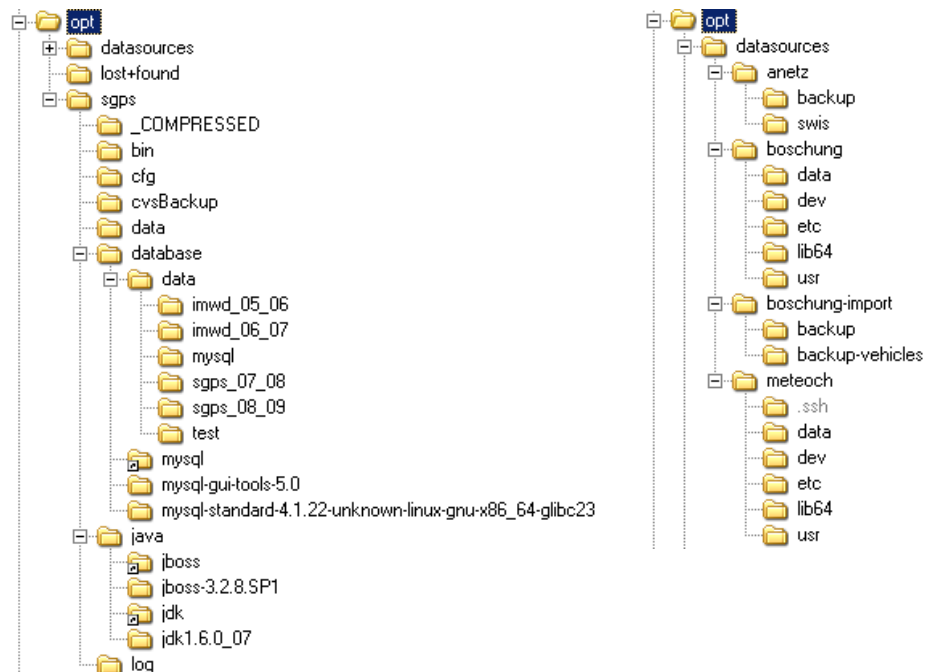 opt
datasources
lost+found
sgps
_COMPRESSED
bin
cfg
cvsBackup
data
database
data
imwd_05_06
imwd_06_07
mysql
sgps_07_08
sgps_08_09
test
mysql
mysql-gui-tools-5.0
mysql-standard-4.1.22-unknown-linux-gnu-x86_64-glibc23
java
jboss
jboss-3.2.8.SP1
jdk
jdk1.6.0_07
log
opt
datasources
anetz
backup
swis
boschung
data
dev
etc
lib64
usr
boschung-import
backup
backup-vehicles
meteoch
.ssh
data
dev
etc
lib64
usr